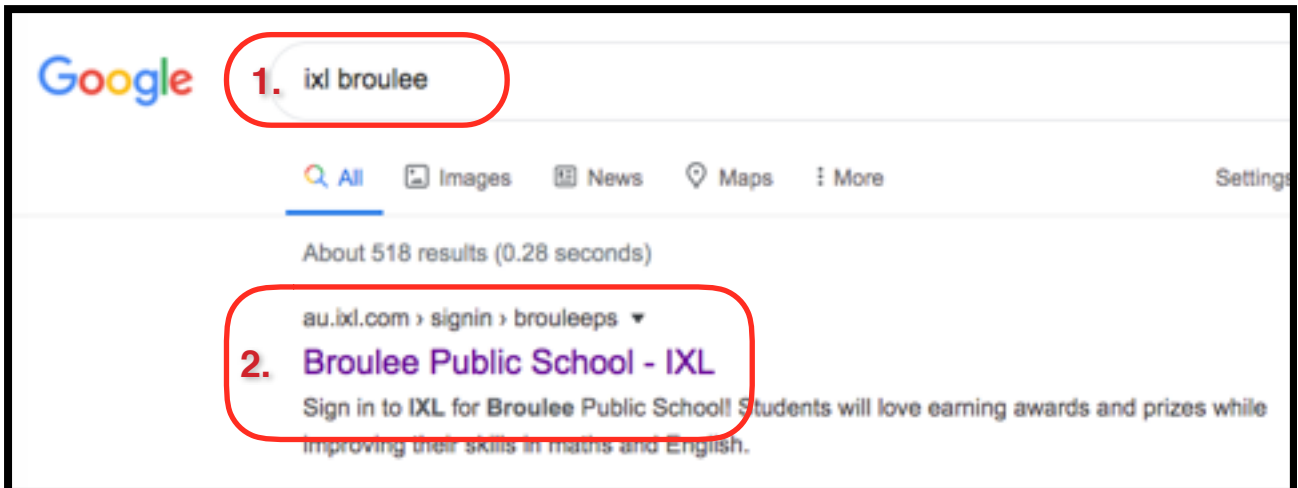 Google
1. ixl broulee
All Images News Maps More Settings
About 518 results (0.28 seconds)
au.ixl.com › signin › brouleeps
2. Broulee Public School - IXL
Sign in to IXL for Broulee Public School! Students will love earning awards and prizes while
improving their skills in maths and English.